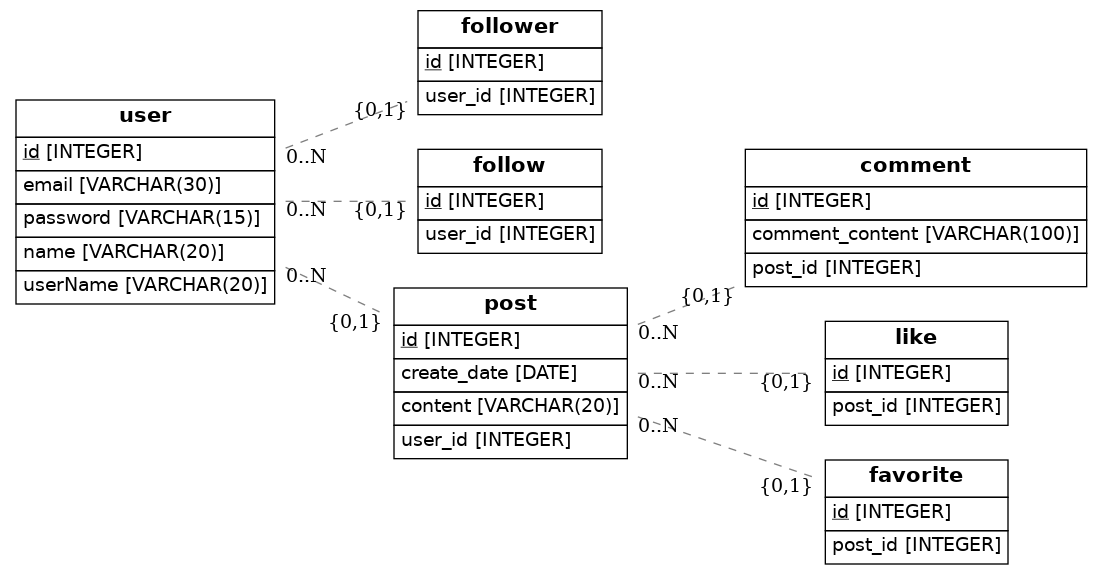 user
id [INTEGER]
email [VARCHAR(30)]
password [VARCHAR(15)]
name [VARCHAR(20)]
userName [VARCHAR(20)]
follower
id [INTEGER]
user_id [INTEGER]
{0,1}
0..N
follow
id [INTEGER]
user_id [INTEGER]
{0,1}
0..N
post
id [INTEGER]
create_date [DATE]
content [VARCHAR(20)]
user_id [INTEGER]
0..N
{0,1}
comment
id [INTEGER]
comment_content [VARCHAR(100)]
post_id [INTEGER]
{0,1}
0..N
like
id [INTEGER]
post_id [INTEGER]
0..N
{0,1}
favorite
id [INTEGER]
post_id [INTEGER]
0..N
{0,1}